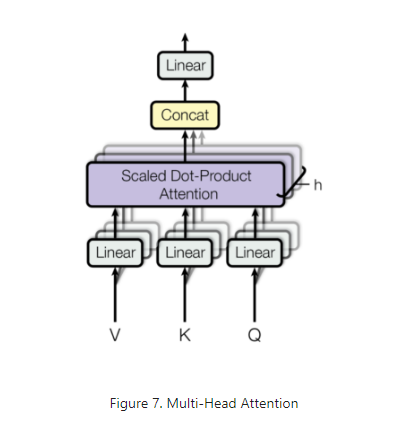 Linear
Concat
Scaled Dot-Product
Attention
h
Linear Linear Linear
V K Q
Figure 7. Multi-Head Attention